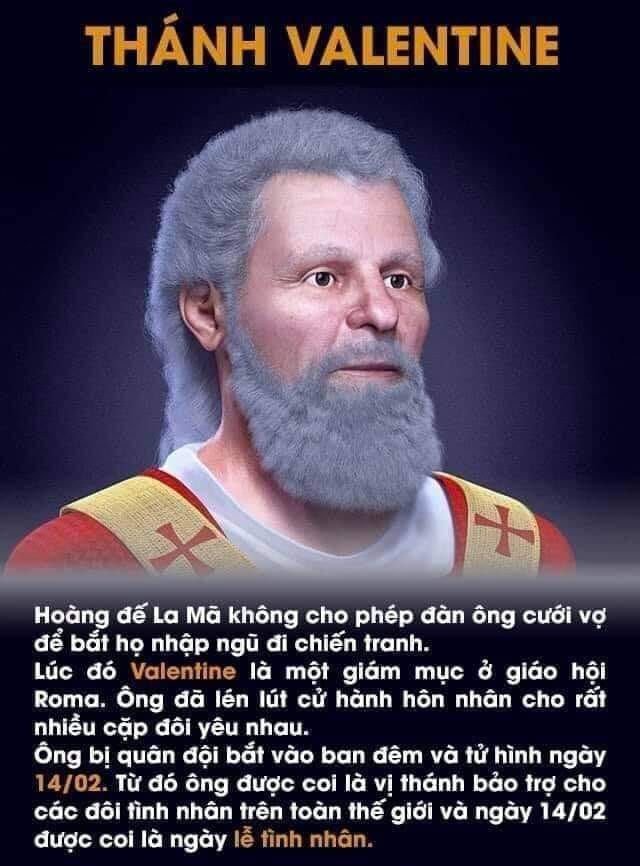 THÁNH VALENTINE
Hoàng đế La Mã không cho phép đàn ông cưới vợ
để bắt họ nhập ngũ đi chiến tranh.
Lúc đó Valentine là một giám mục ở giáo hội
Roma. Ông đã lén lút cử hành hôn nhân cho rất
nhiều cặp đôi yêu nhau.
Ông bị quân đội bắt vào ban đêm và tử hình ngày
14/02. Từ đó ông được coi là vị thánh bảo trợ cho
các đôi tình nhân trên toàn thế giới và ngày 14/02
được coi là ngày lễ tình nhân.